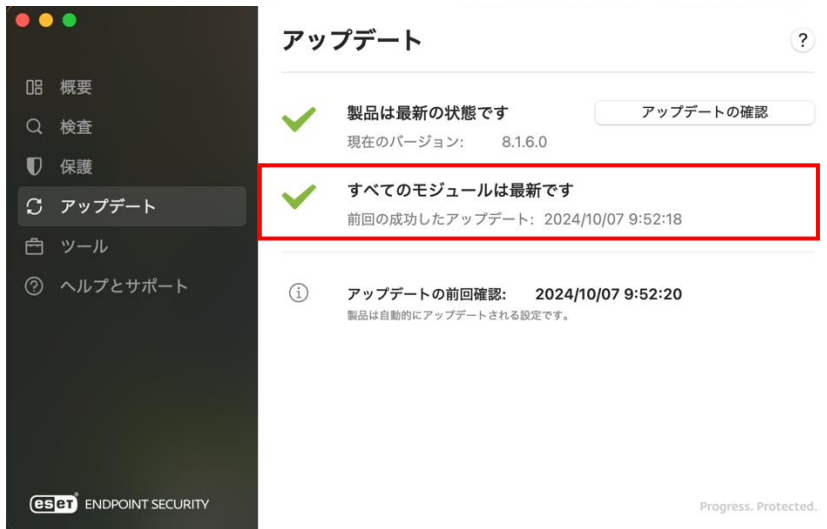 アップデート
?
概要
検査
保護
アップデート
ツール
ヘルプとサポート
製品は最新の状態です
アップデートの確認
現在のバージョン: 8.1.6.0
すべてのモジュールは最新です
前回の成功したアップデート: 2024/10/07 9:52:18
アップデートの前回確認: 2024/10/07 9:52:20
製品は自動的にアップデートされる設定です。
eset ENDPOINT SECURITY
Progress. Protected.